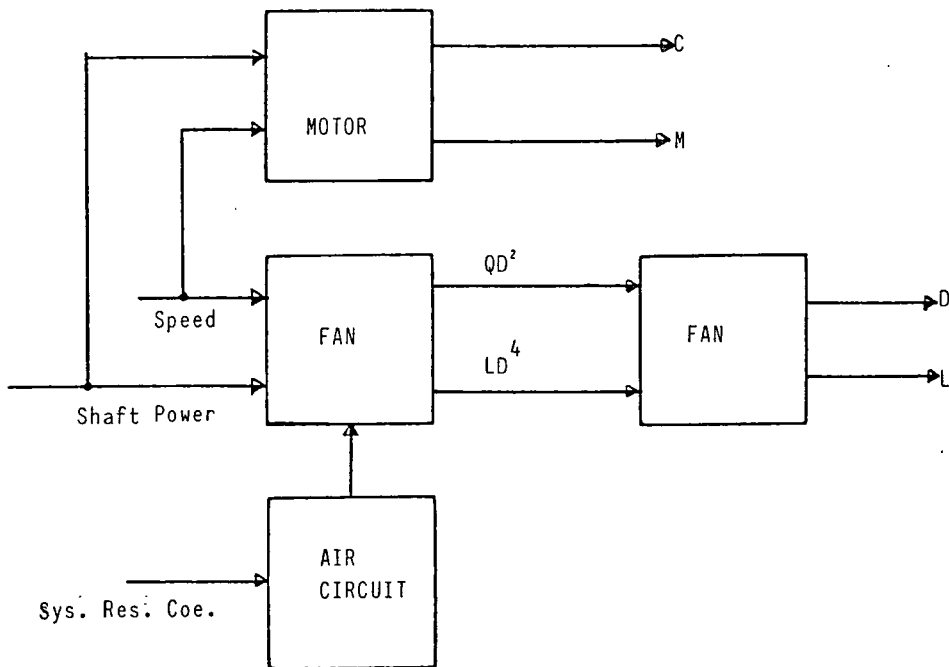 C
MOTOR
M
QD²
D
Speed
FAN
FAN
LD⁴
L
Shaft Power
AIR
CIRCUIT
Sys. Res. Coe.